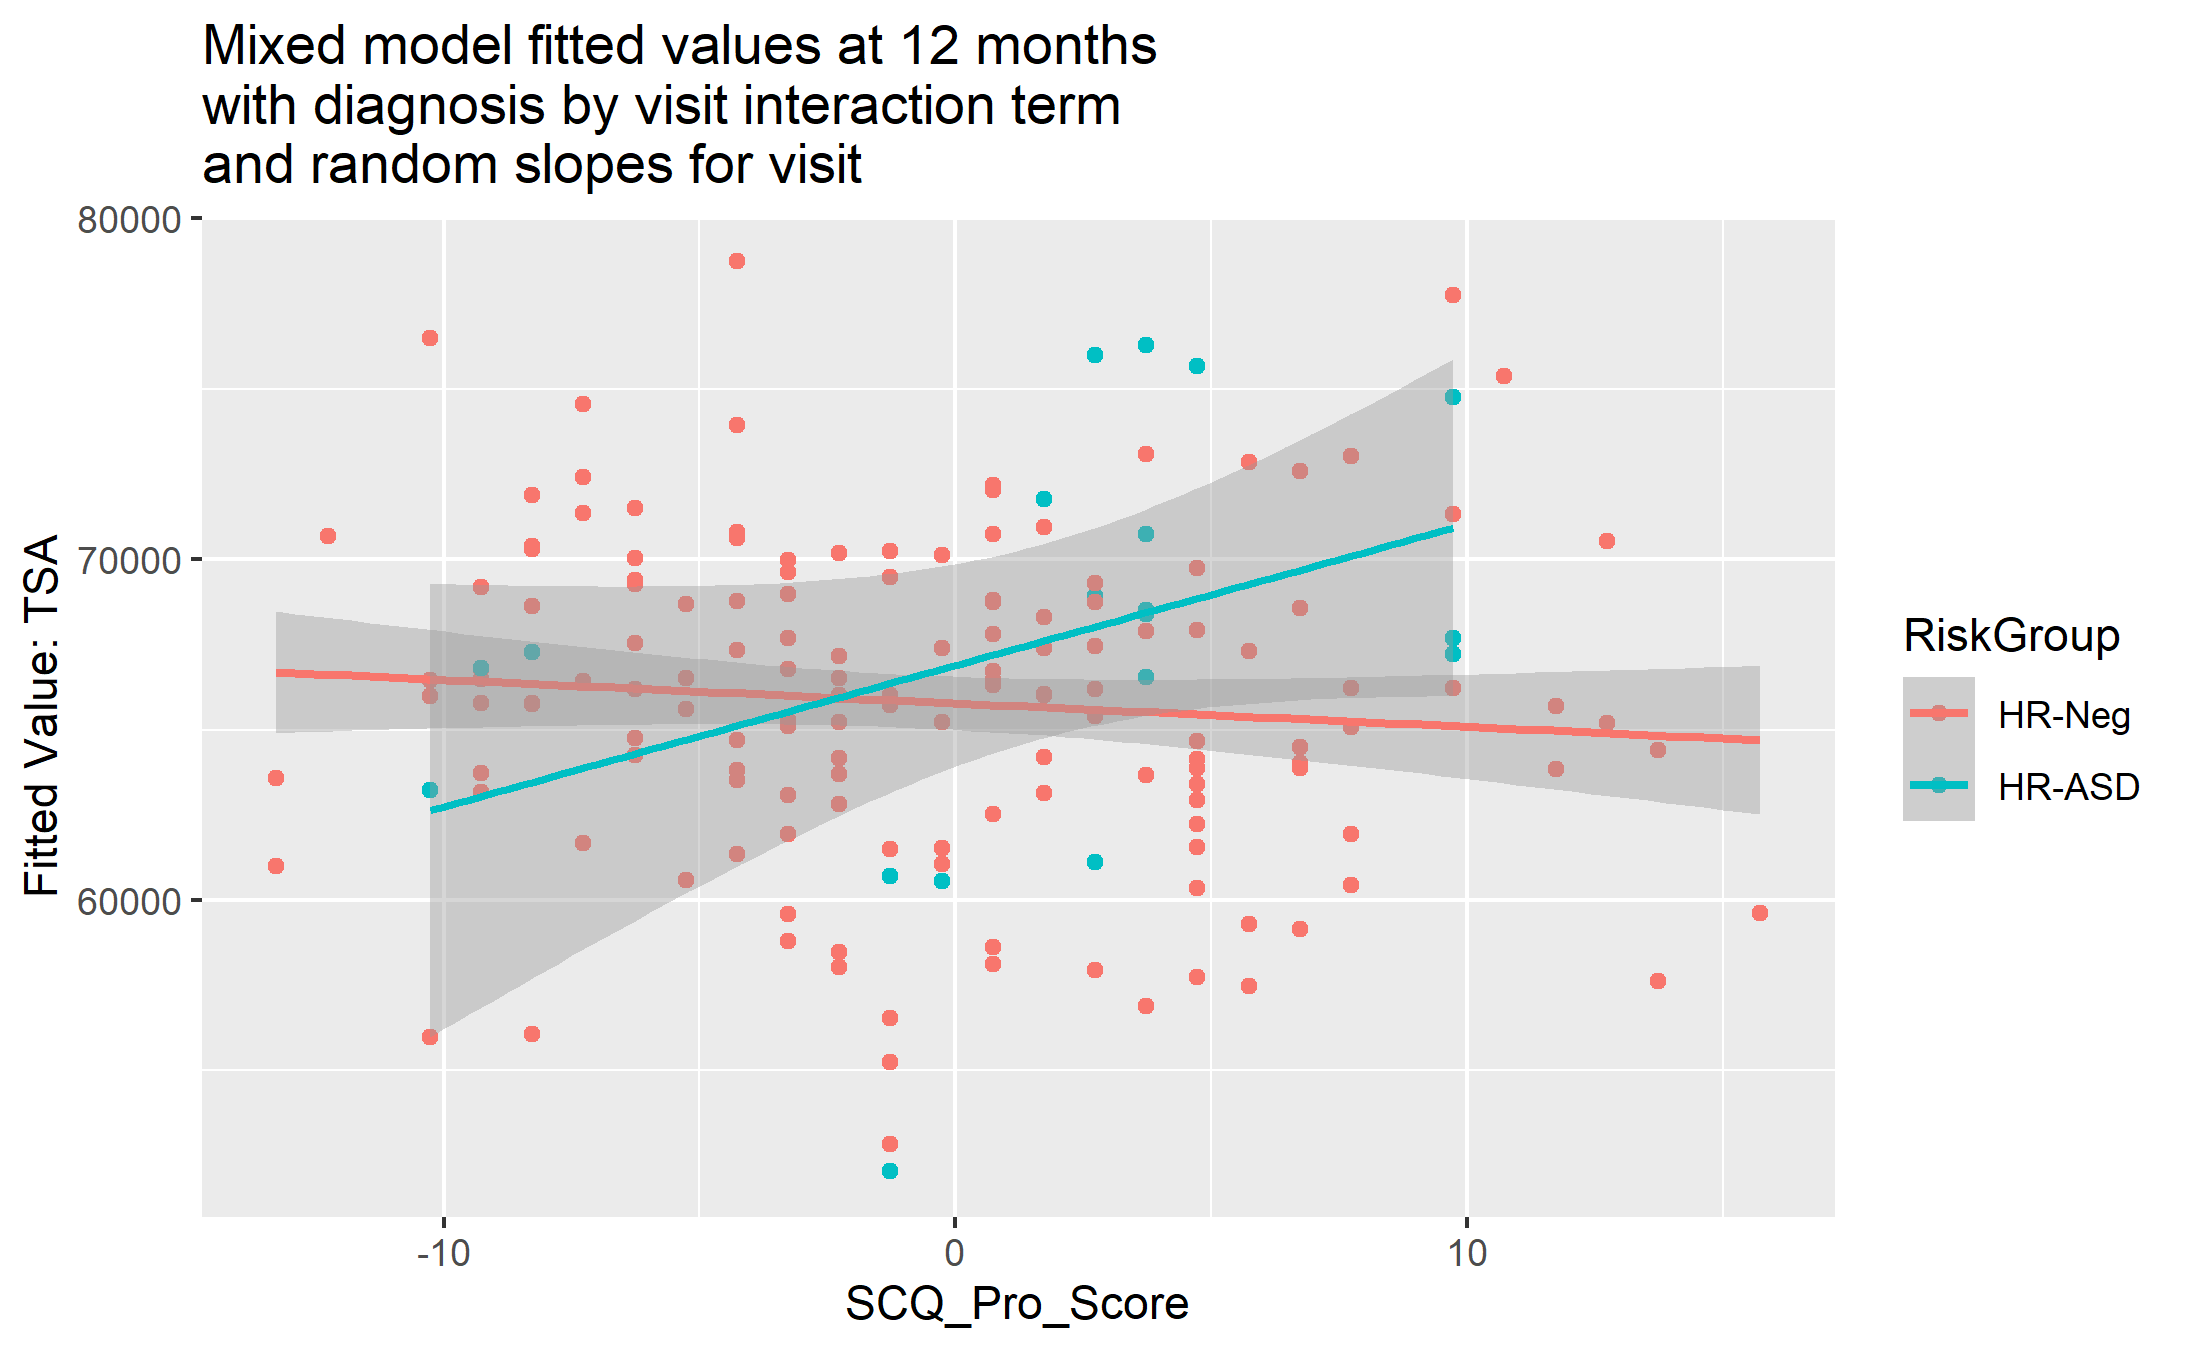 Mixed model fitted values at 12 months
with diagnosis by visit interaction term
and random slopes for visit
80000
70000
60000
Fitted Value: TSA
-10
0
10
SCQ_Pro_Score
RiskGroup
HR-Neg
HR-ASD